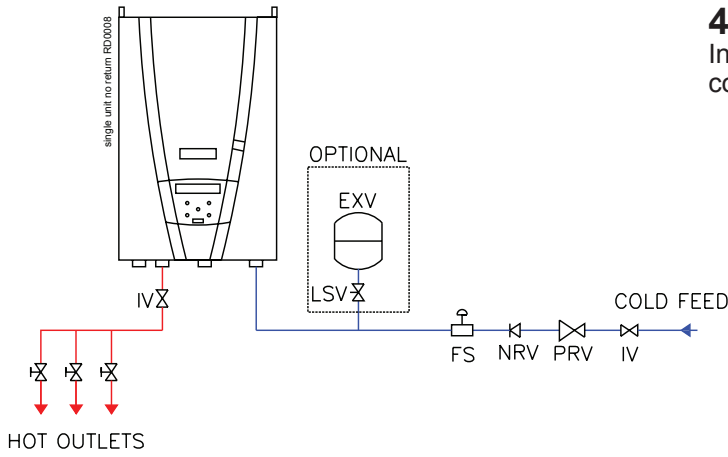 single unit no return RD0008
4
In
co
OPTIONAL
EXV
LSV
IV
COLD FEED
FS
NRV
PRV
IV
HOT OUTLETS